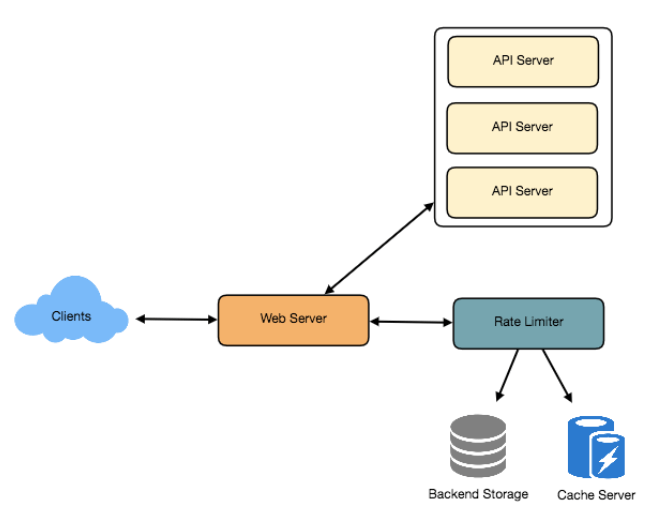 API Server
API Server
API Server
Clients
Web Server
Rate Limiter
Backend Storage
Cache Server